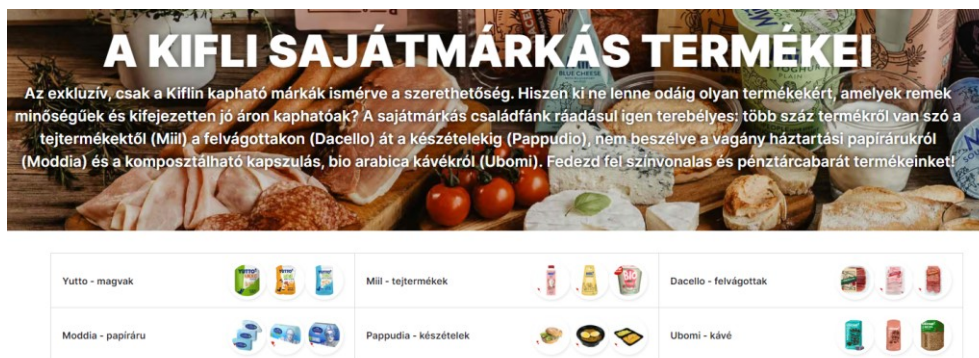 A KIFLI SAJÁTMÁRKÁS TERMÉKEI
Az exkluzív, csak a Kiflin kapható márkák ismérve a szerethetőség. Hiszen ki ne lenne odáig olyan termékekért, amelyek remek
minőségűek és kifejezetten jó áron kaphatóak? A sajátmárkás családfánk ráadásul igen terebélyes: több száz termékről van szó a
tejtermékektől (Miil) a felvágottakon (Dacello) át a készételekig (Pappudio), nem beszélve a vagány háztartási papírárukról
(Moddia) és a komposztálható kapszulás, bio arabica kávékról (Ubomi). Fedezd fel színvonalas és pénztárcabarát termékeinket!
BLUE CHEESE
PLAIN
Yutto - magvak
Miil - tejtermékek
Dacello - felvágottak
Moddia - papíráru
Pappudia - készételek
Ubomi - kávé